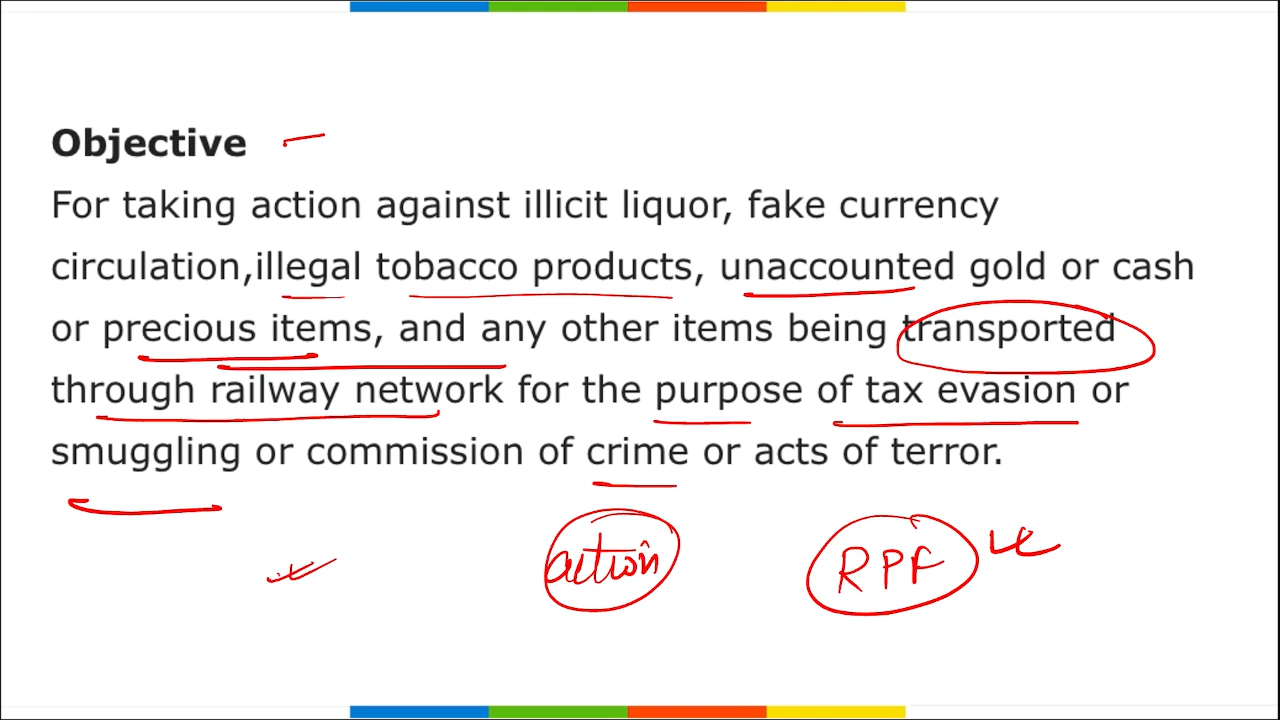 Objective
For taking action against illicit liquor, fake currency
circulation,illegal tobacco products, unaccounted gold or cash
or precious items, and any other items being transported
through railway network for the purpose of tax evasion or
smuggling or commission of crime or acts of terror.
action RPF